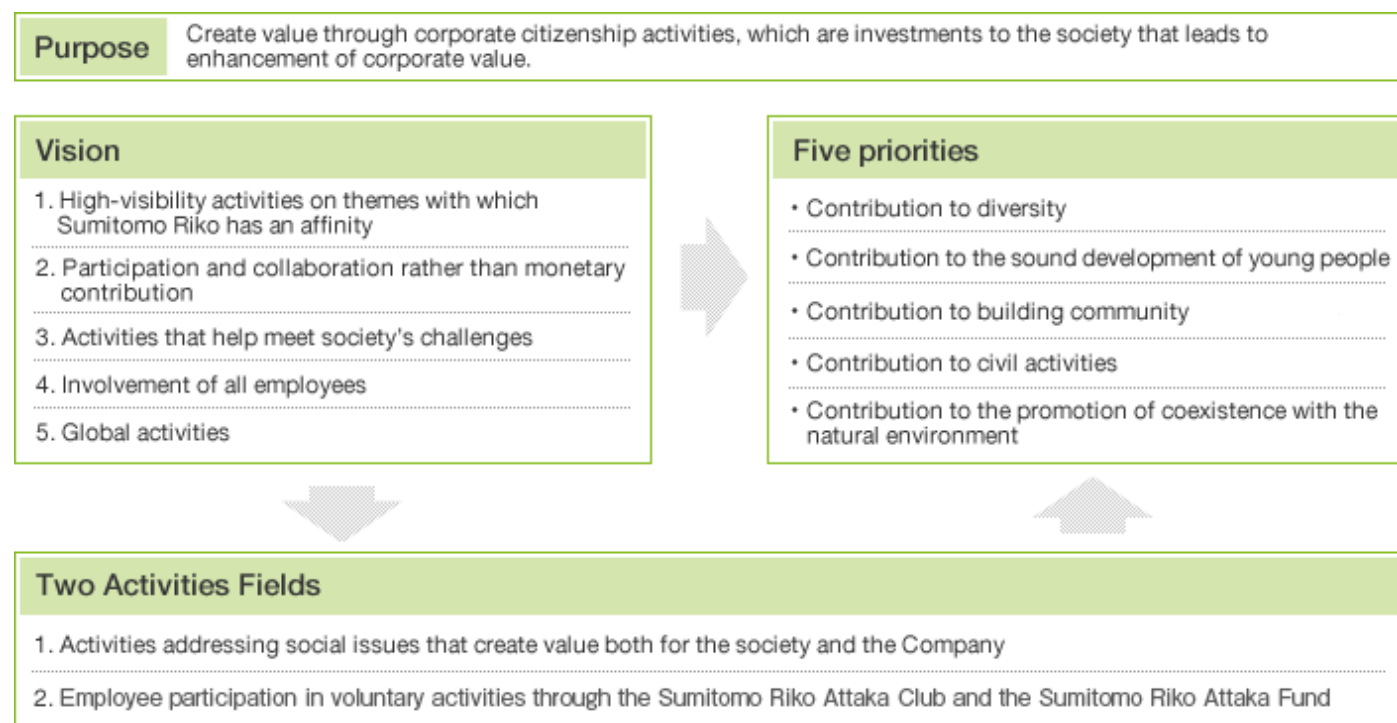 Purpose
Create value through corporate citizenship activities, which are investments to the society that leads to
enhancement of corporate value.
Vision
1. High-visibility activities on themes with which
Sumitomo Riko has an affinity
2. Participation and collaboration rather than monetary
contribution
3. Activities that help meet society's challenges
4. Involvement of all employees
5. Global activities
Five priorities
・Contribution to diversity
・Contribution to the sound development of young people
・Contribution to building community
・Contribution to civil activities
・Contribution to the promotion of coexistence with the
natural environment
Two Activities Fields
1. Activities addressing social issues that create value both for the society and the Company
2. Employee participation in voluntary activities through the Sumitomo Riko Attaka Club and the Sumitomo Riko Attaka Fund